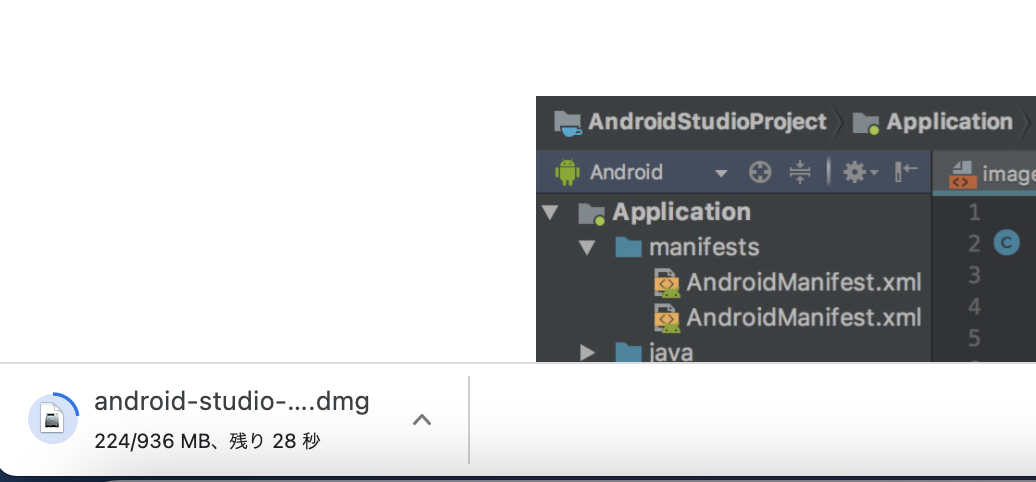 AndroidStudioProject Application
Android
image
Application
manifests
AndroidManifest.xml
AndroidManifest.xml
java
1
2 C
3
4
5
android-studio-....dmg
224/936 MB、残り 28 秒